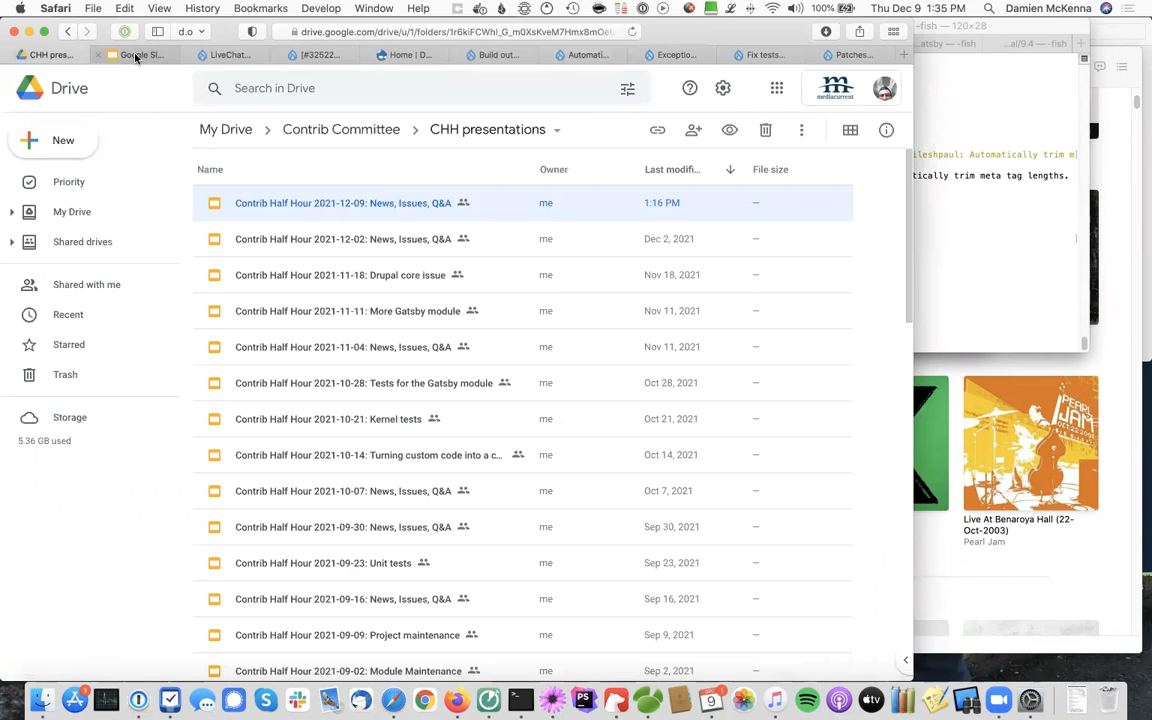 Safari File Edit View History Bookmarks Develop Window Help 100% Thu Dec 9 1:35 PM Damien McKenna
d.o drive.google.com/drive/u/1/folders/1r6kiFCWhI_G_m0XsKveM7Hmx8mOeU
-fish — 120×28
CHH pres... Google Sl... LiveChat... [#32522... Home | D... Build out... Automati... Exceptio... Fix tests... Patches...
...atsby — -fish ...al/9.4 — -fish
Drive
Search in Drive
mediacurrent
New
My Drive Contrib Committee CHH presentations
Priority
My Drive
Shared drives
Shared with me
Recent
Starred
Trash
Storage
5.36 GB used
Name Owner Last modifi... File size
Contrib Half Hour 2021-12-09: News, Issues, Q&A me 1:16 PM —
Contrib Half Hour 2021-12-02: News, Issues, Q&A me Dec 2, 2021 —
Contrib Half Hour 2021-11-18: Drupal core issue me Nov 18, 2021 —
Contrib Half Hour 2021-11-11: More Gatsby module me Nov 11, 2021 —
Contrib Half Hour 2021-11-04: News, Issues, Q&A me Nov 11, 2021 —
Contrib Half Hour 2021-10-28: Tests for the Gatsby module me Oct 28, 2021 —
Contrib Half Hour 2021-10-21: Kernel tests me Oct 21, 2021 —
Contrib Half Hour 2021-10-14: Turning custom code into a c... me Oct 14, 2021 —
Contrib Half Hour 2021-10-07: News, Issues, Q&A me Oct 7, 2021 —
Contrib Half Hour 2021-09-30: News, Issues, Q&A me Sep 30, 2021 —
Contrib Half Hour 2021-09-23: Unit tests me Sep 23, 2021 —
Contrib Half Hour 2021-09-16: News, Issues, Q&A me Sep 16, 2021 —
Contrib Half Hour 2021-09-09: Project maintenance me Sep 9, 2021 —
Contrib Half Hour 2021-09-02: Module Maintenance me Sep 2, 2021 —
ileshpaul: Automatically trim m
tically trim meta tag lengths.
PEARL JAM
Live At Benaroya Hall (22-
Oct-2003)
Pearl Jam